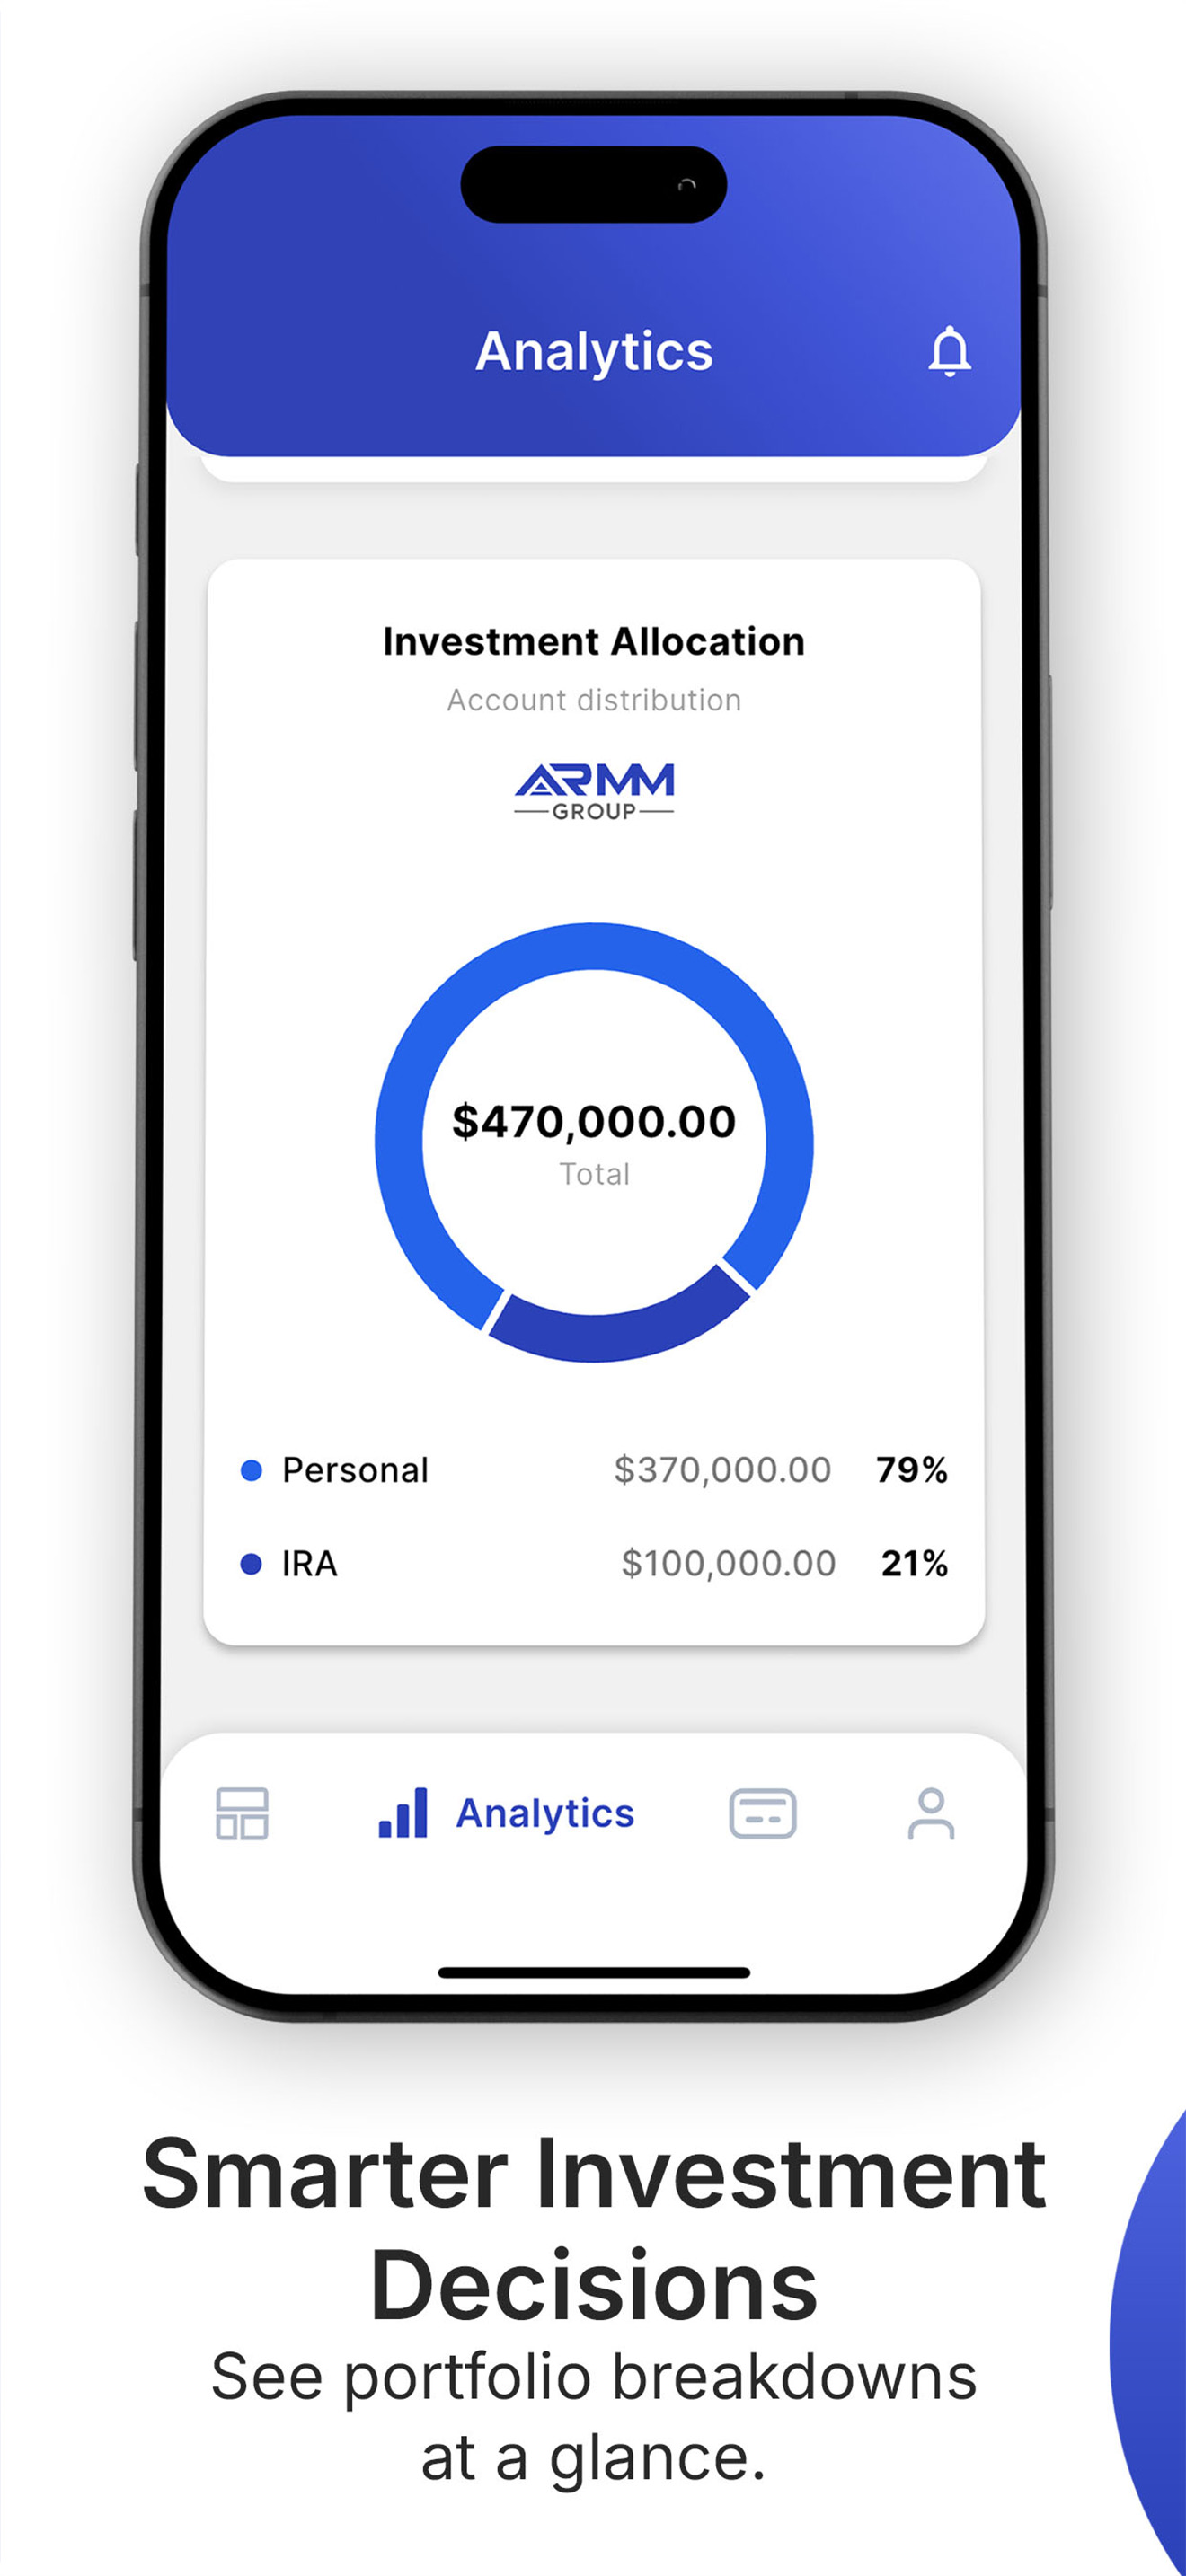 Analytics
Investment Allocation
Account distribution
ARMM
GROUP
$470,000.00
Total
Personal $370,000.00 79%
IRA $100,000.00 21%
Analytics
Smarter Investment
Decisions
See portfolio breakdowns
at a glance.